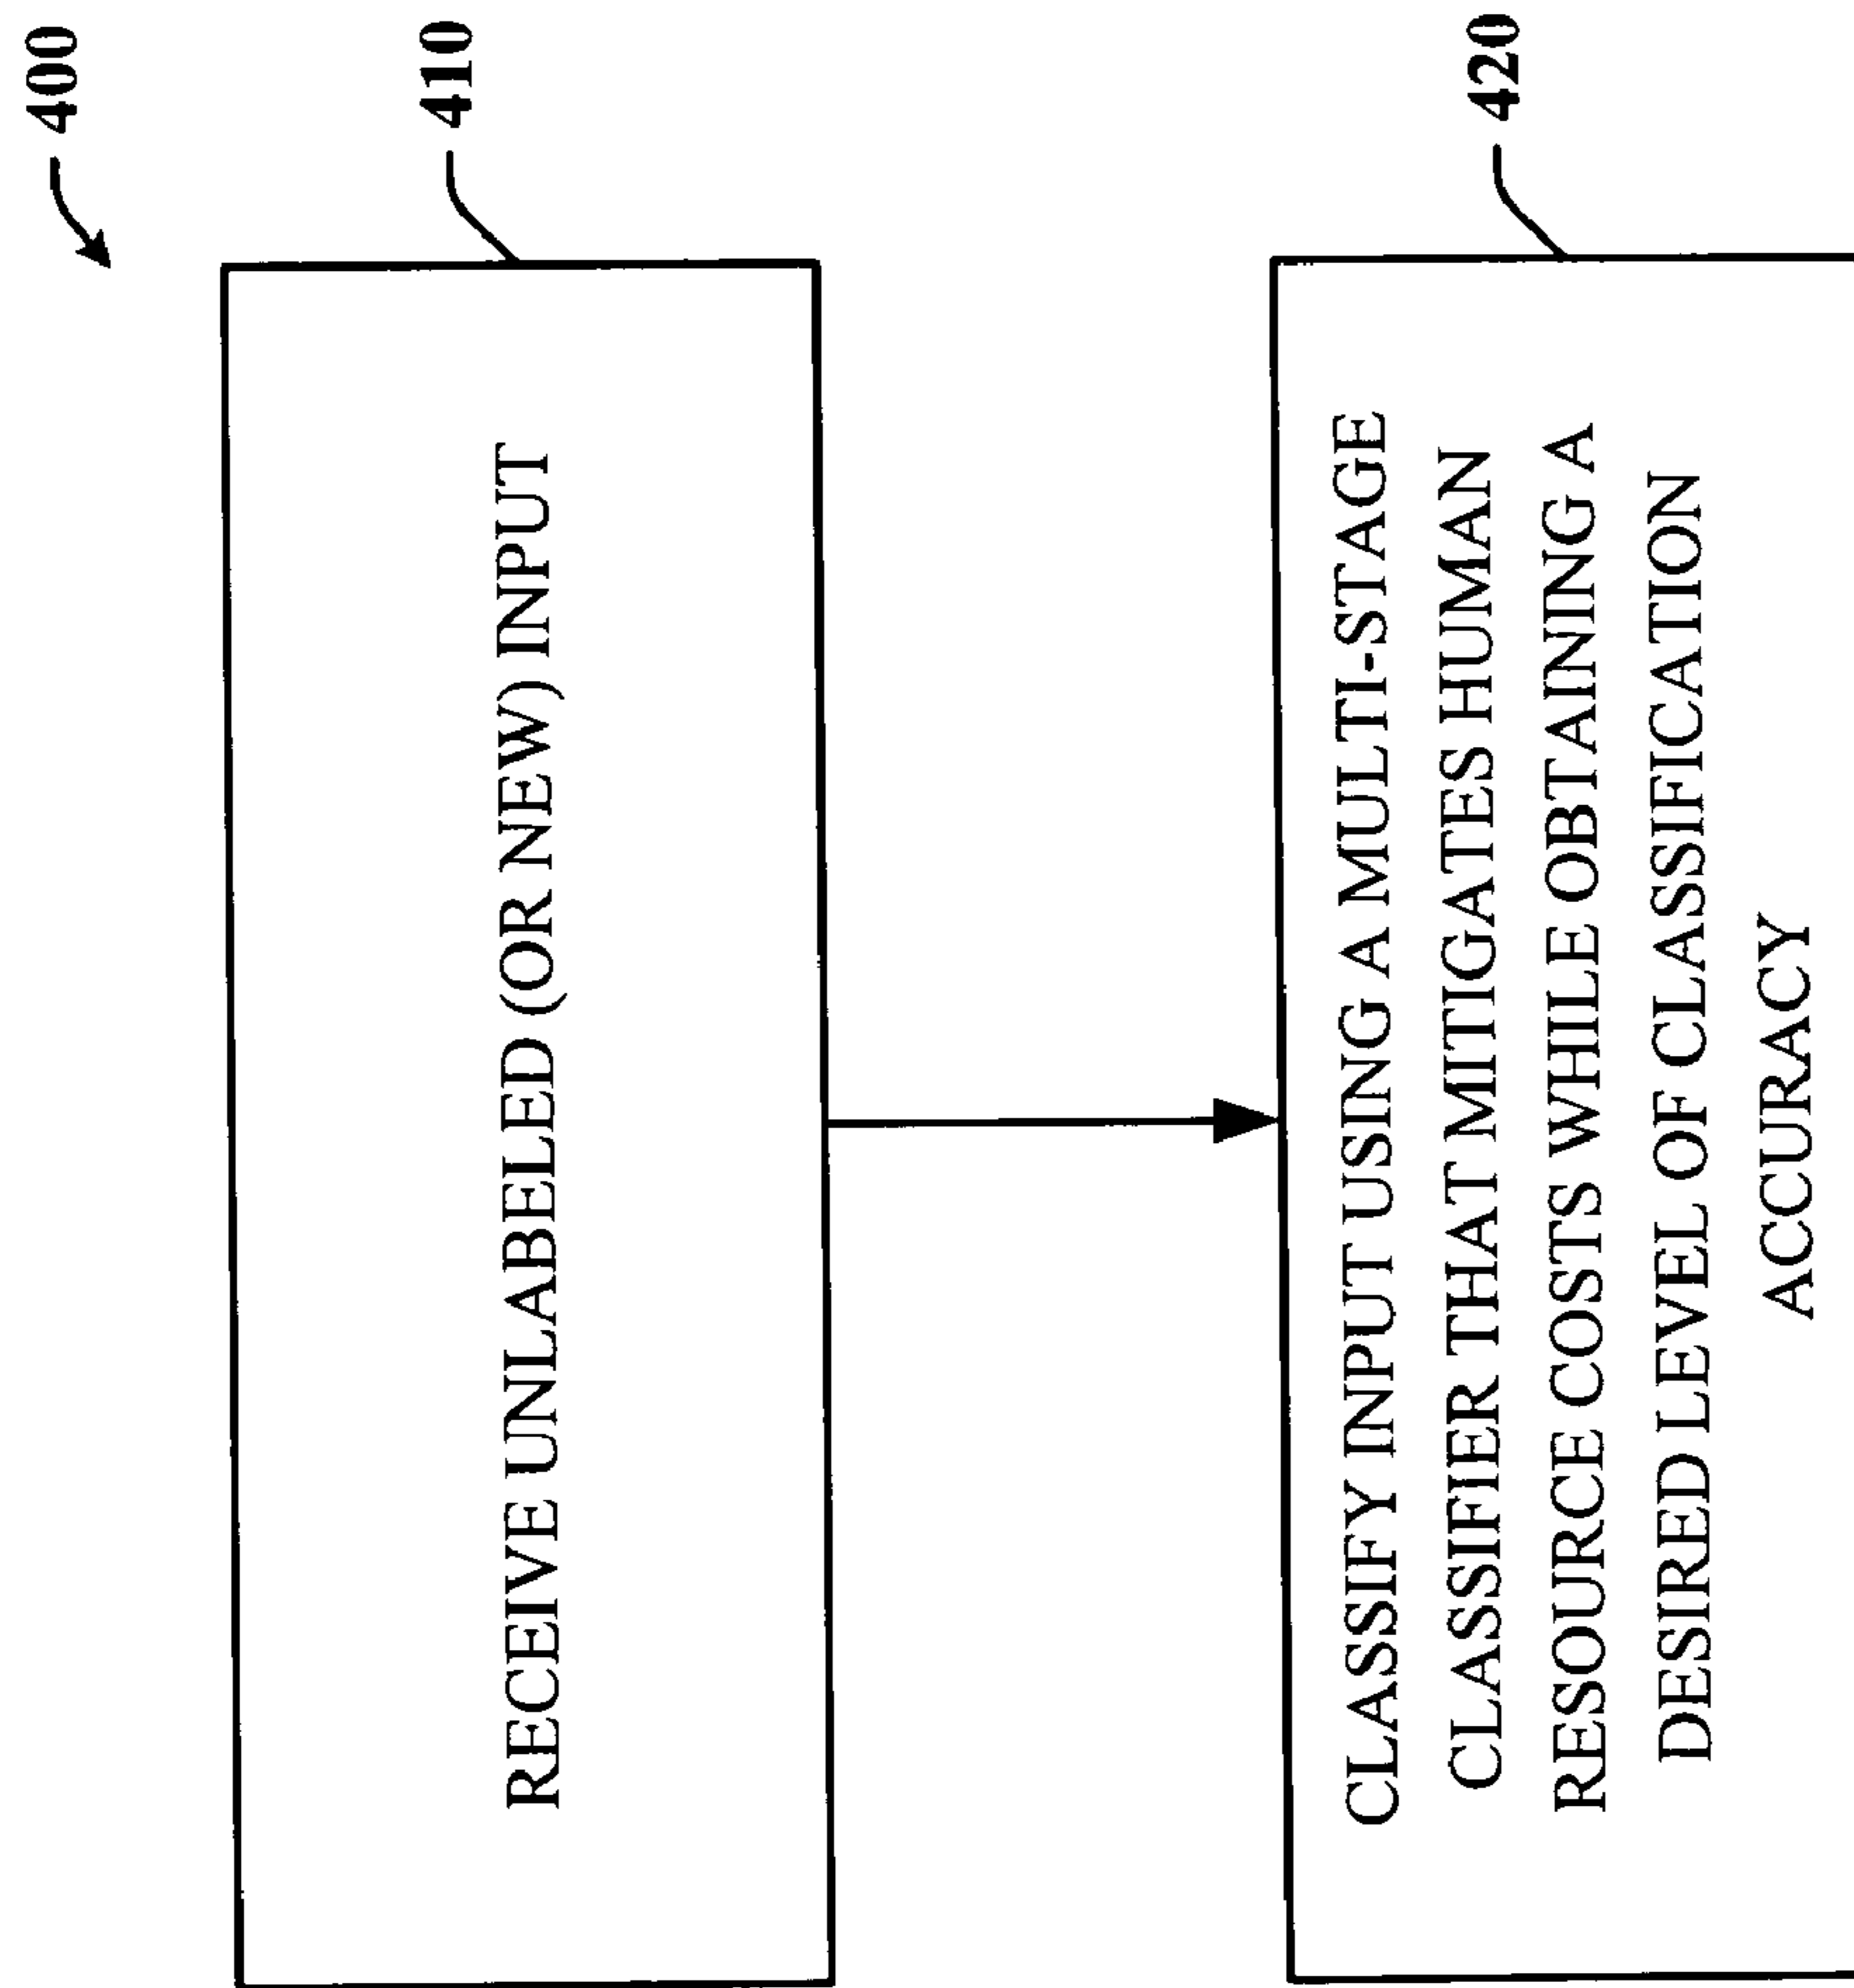 400
410
RECEIVE UNLABELED (OR NEW) INPUT
420
CLASSIFY INPUT USING A MULTI-STAGE
CLASSIFIER THAT MITIGATES HUMAN
RESOURCE COSTS WHILE OBTAINING A
DESIRED LEVEL OF CLASSIFICATION
ACCURACY